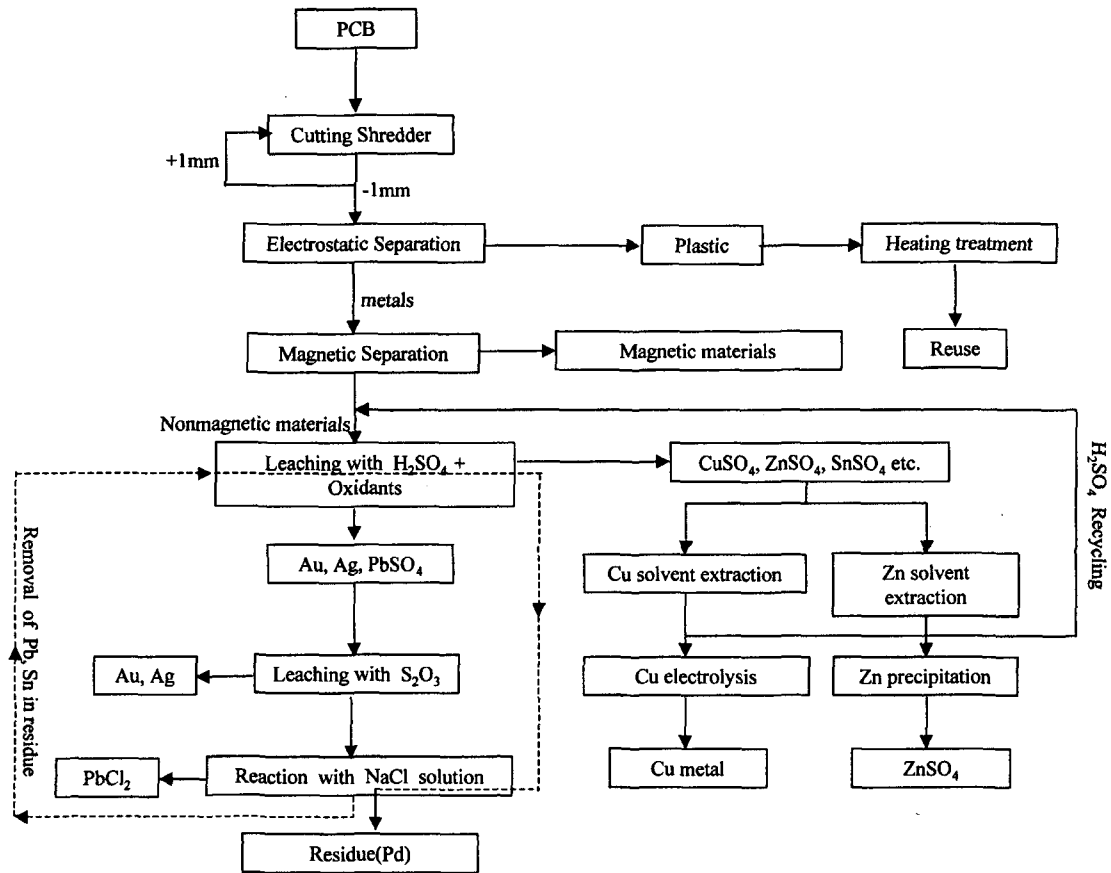 PCB
Cutting Shredder
+1mm
-1mm
Electrostatic Separation
Plastic
Heating treatment
metals
Magnetic Separation
Magnetic materials
Reuse
Nonmagnetic materials
Leaching with H₂SO₄ +
Oxidants
CuSO₄, ZnSO₄, SnSO₄ etc.
H₂SO₄ Recycling
Removal of Pb, Sn in residue
Au, Ag, PbSO₄
Cu solvent extraction
Zn solvent
extraction
Au, Ag
Leaching with S₂O₃
Cu electrolysis
Zn precipitation
PbCl₂
Reaction with NaCl solution
Cu metal
ZnSO₄
Residue(Pd)